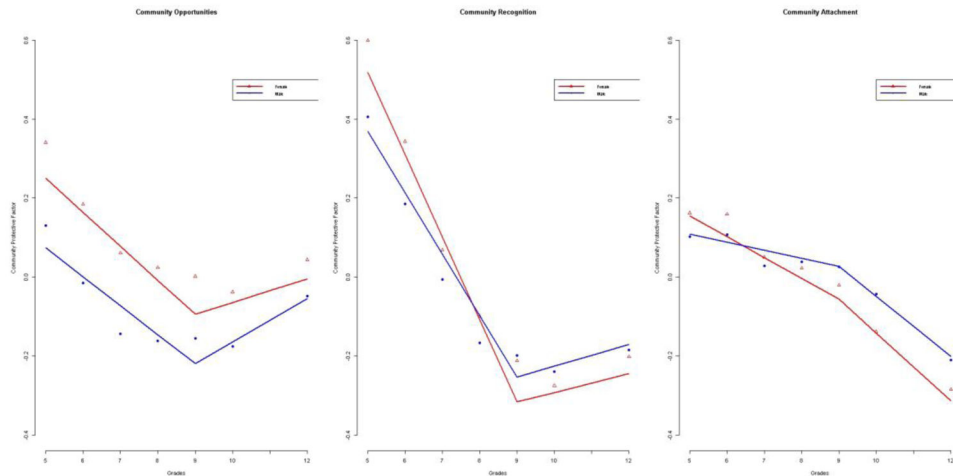 Community Opportunities
Community Protective Factor
0.6
0.4
0.2
0.0
-0.2
-0.4
Female
Male
5
6
7
8
9
10
12
Grades
Community Recognition
Community Protective Factor
0.6
0.4
0.2
0.0
-0.2
-0.4
Female
Male
5
6
7
8
9
10
12
Grades
Community Attachment
Community Protective Factor
0.6
0.4
0.2
0.0
-0.2
-0.4
Female
Male
5
6
7
8
9
10
12
Grades